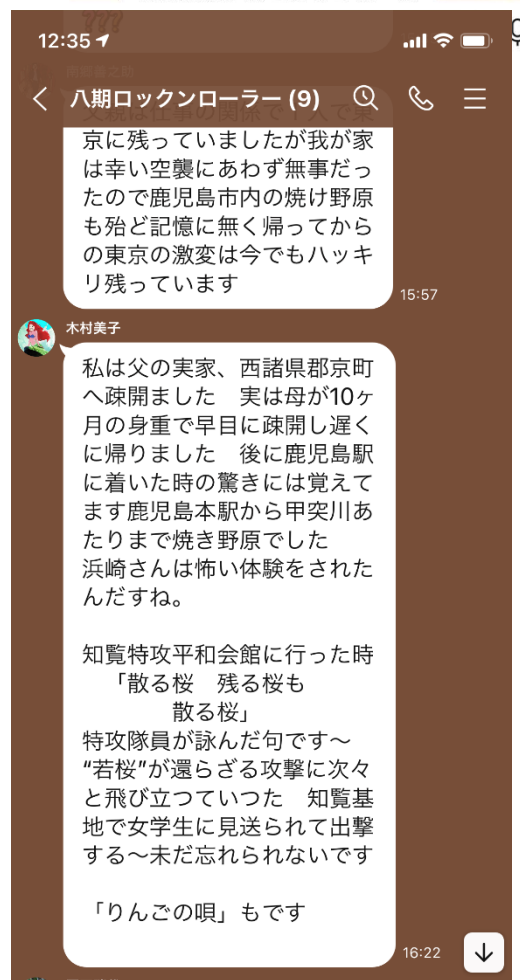 12:35
八期ロックンローラー (9)
京に残っていましたが我が家
は幸い空襲にあわず無事だっ
たので鹿児島市内の焼け野原
も殆ど記憶に無く帰ってから
の東京の激変は今でもハッキ
リ残っています
15:57
木村美子
私は父の実家、西諸県郡京町
へ疎開ました　実は母が10ヶ
月の身重で早目に疎開し遅く
に帰りました　後に鹿児島駅
に着いた時の驚きには覚えて
ます鹿児島本駅から甲突川あ
たりまで焼き野原でした
浜崎さんは怖い体験をされた
んだすね。
知覧特攻平和会館に行った時
「散る桜　残る桜も
散る桜」
特攻隊員が詠んだ句です〜
“若桜”が還らざる攻撃に次々
と飛び立つていつた　知覧基
地で女学生に見送られて出撃
する〜未だ忘れられないです
「りんごの唄」もです
16:22